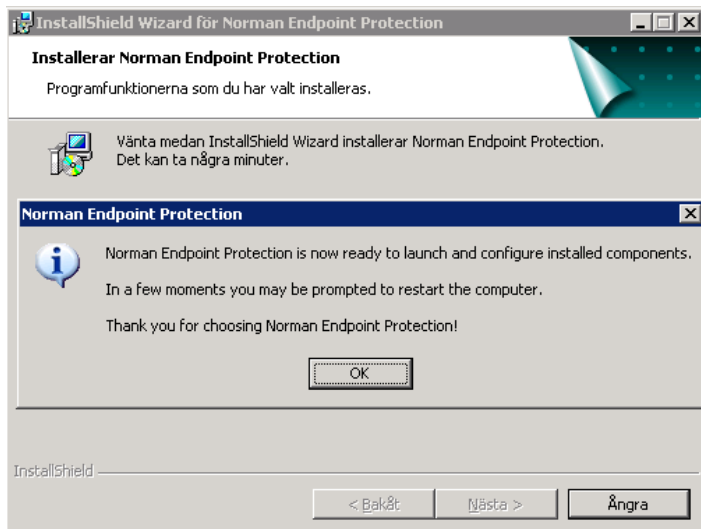 InstallShield Wizard för Norman Endpoint Protection
Installerar Norman Endpoint Protection
Programfunktionerna som du har valt installeras.
Vänta medan InstallShield Wizard installerar Norman Endpoint Protection.
Det kan ta några minuter.
Norman Endpoint Protection
Norman Endpoint Protection is now ready to launch and configure installed components.
In a few moments you may be prompted to restart the computer.
Thank you for choosing Norman Endpoint Protection!
OK
InstallShield
< Bakåt
Nästa >
Ångra